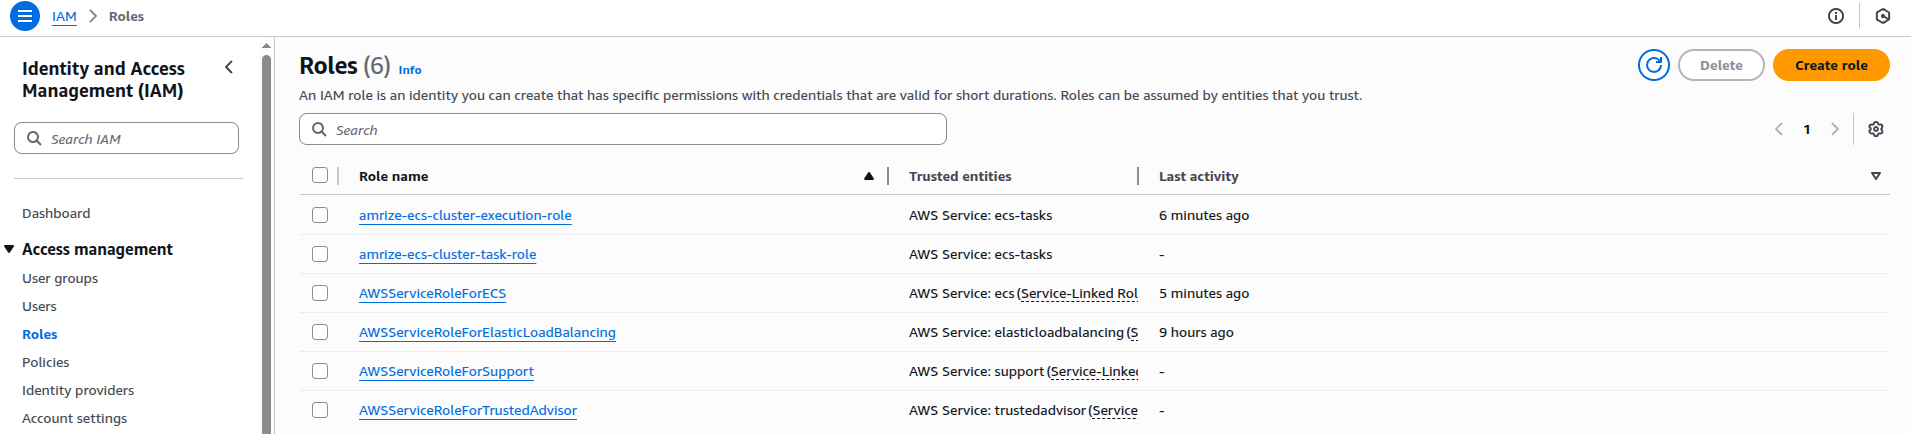 IAM > Roles
Identity and Access
Management (IAM)
Search IAM
Dashboard
Access management
User groups
Users
Roles
Policies
Identity providers
Account settings
Roles (6) Info
Delete
Create role
An IAM role is an identity you can create that has specific permissions with credentials that are valid for short durations. Roles can be assumed by entities that you trust.
Search
1
Role name Trusted entities Last activity
amrize-ecs-cluster-execution-role AWS Service: ecs-tasks 6 minutes ago
amrize-ecs-cluster-task-role AWS Service: ecs-tasks -
AWSServiceRoleForECS AWS Service: ecs (Service-Linked Rol 5 minutes ago
AWSServiceRoleForElasticLoadBalancing AWS Service: elasticloadbalancing (S 9 hours ago
AWSServiceRoleForSupport AWS Service: support (Service-Linked -
AWSServiceRoleForTrustedAdvisor AWS Service: trustedadvisor (Service -